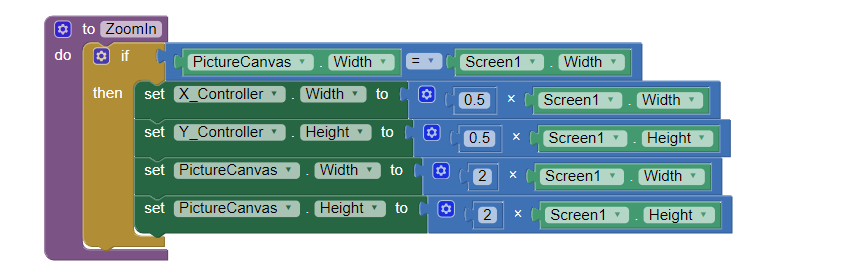 to ZoomIn
do if PictureCanvas . Width = Screen1 . Width
then set X_Controller . Width to 0.5 × Screen1 . Width
set Y_Controller . Height to 0.5 × Screen1 . Height
set PictureCanvas . Width to 2 × Screen1 . Width
set PictureCanvas . Height to 2 × Screen1 . Height